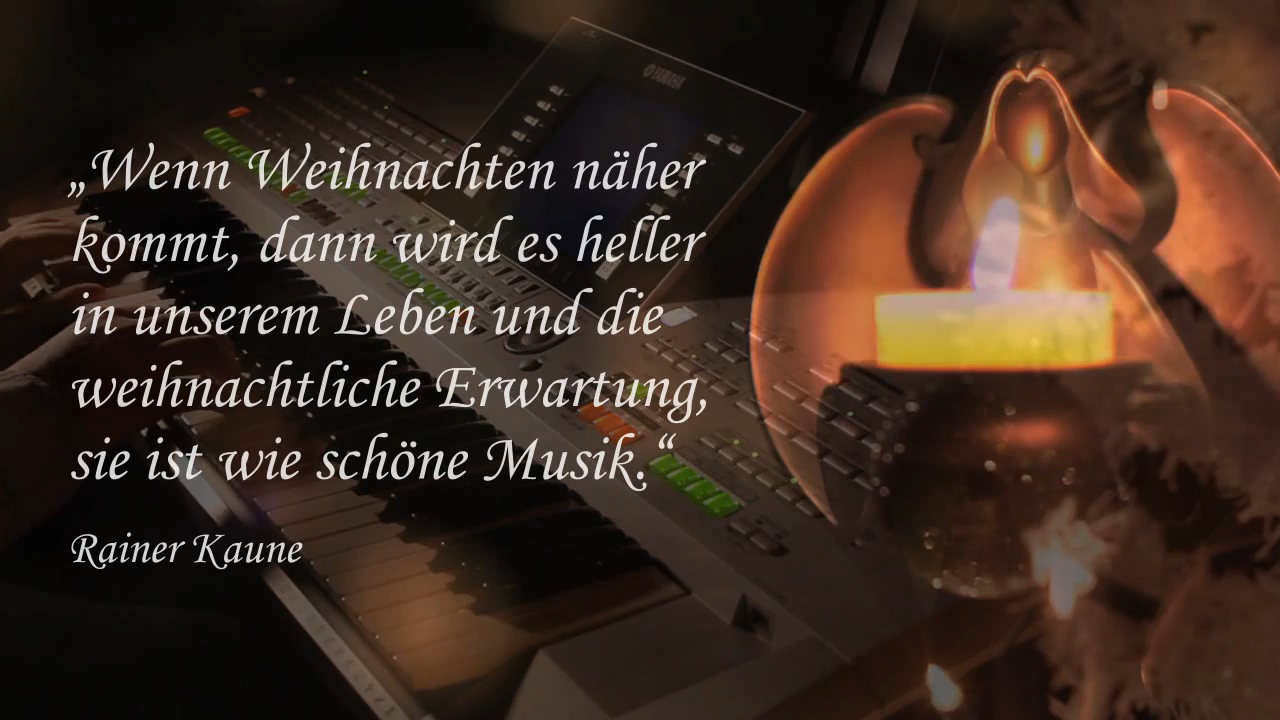 „Wenn Weihnachten näher
kommt, dann wird es heller
in unserem Leben und die
weihnachtliche Erwartung,
sie ist wie schöne Musik.“
Rainer Kaune
YAMAHA